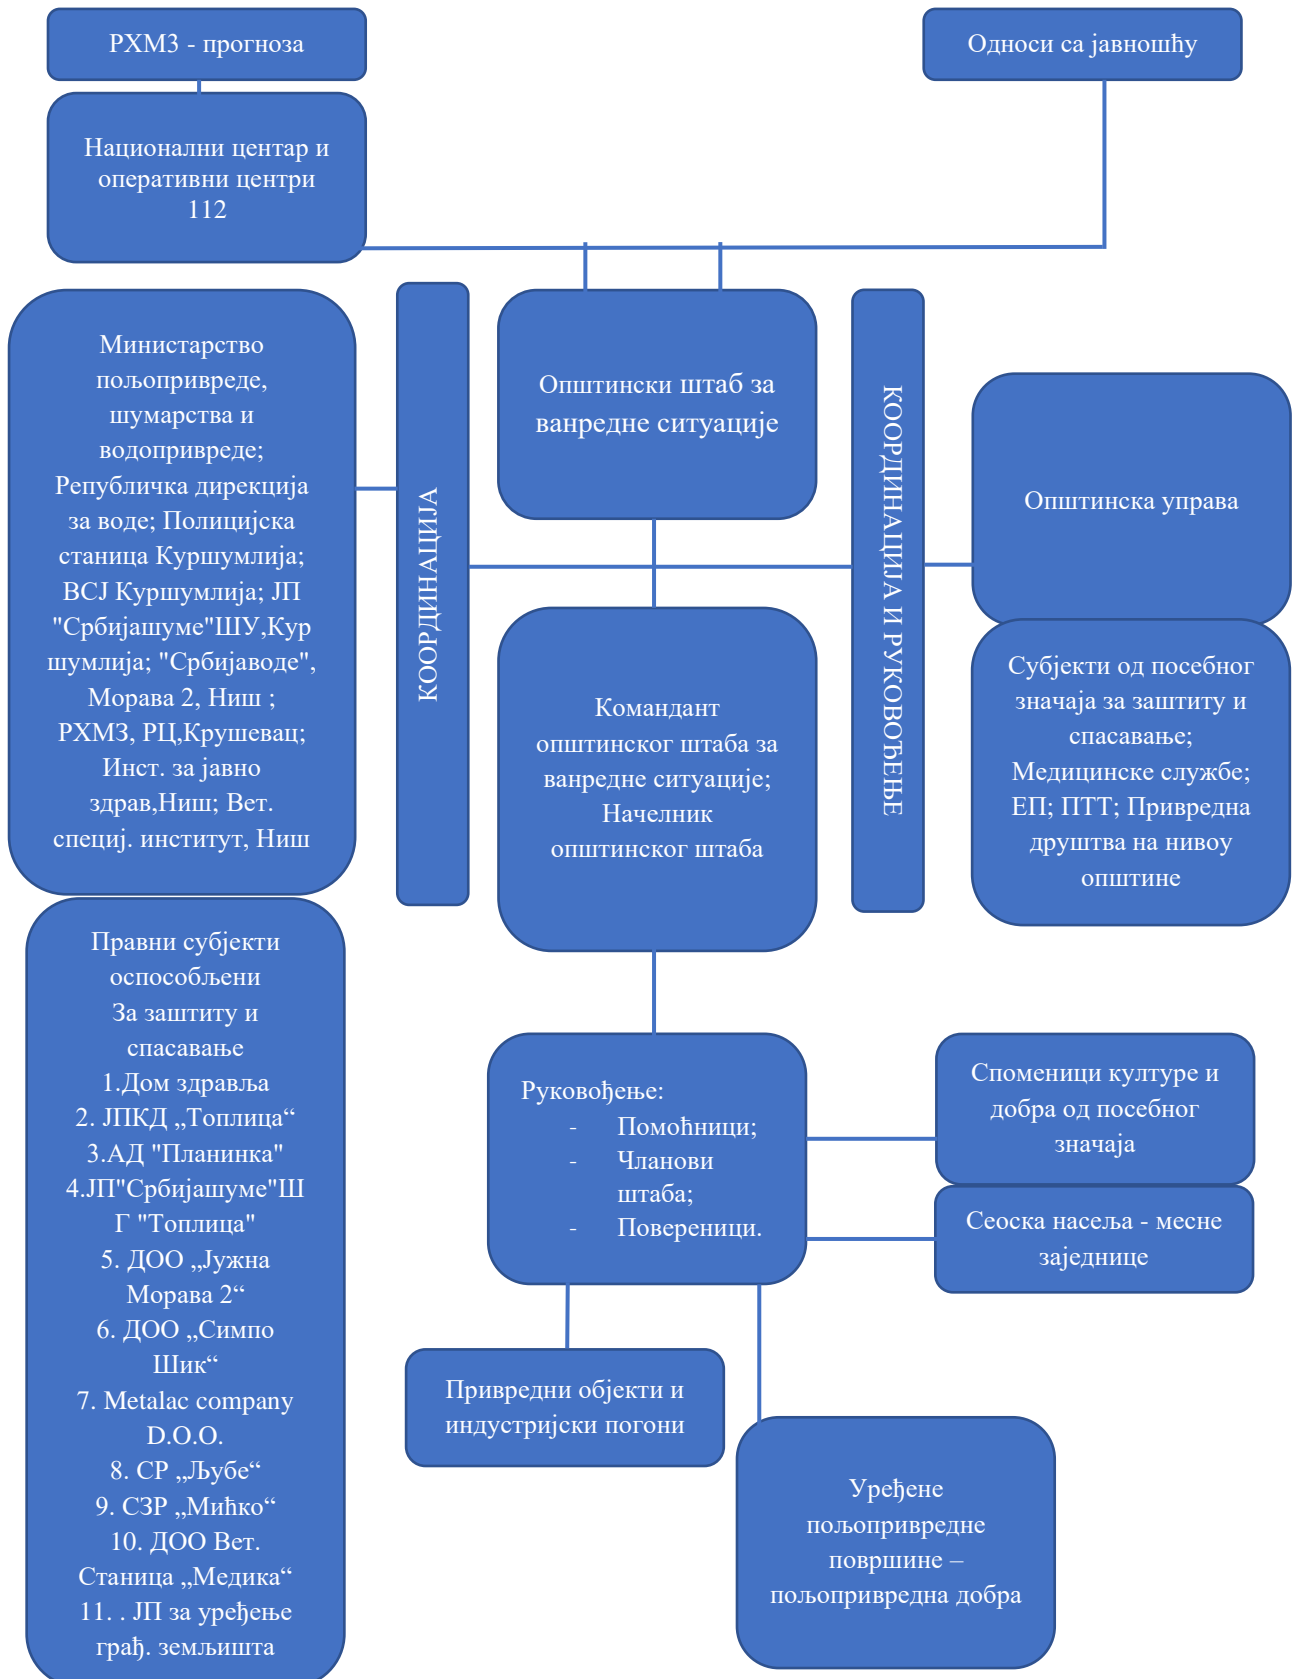 РХМЗ - прогноза
Односи са јавношћу
Национални центар и
оперативни центри
112
Министарство
пољопривреде,
шумарства и
водопривреде;
Републичка дирекција
за воде; Полицијска
станица Куршумлија;
ВСЈ Куршумлија; ЈП
"Србијашуме"ШУ,Кур
шумлија; "Србијаводе",
Морава 2, Ниш ;
РХМЗ, РЦ,Крушевац;
Инст. за јавно
здрав,Ниш; Вет.
специј. институт, Ниш
КООРДИНАЦИЈА
Општински штаб за
ванредне ситуације
КООРДИНАЦИЈА И РУКОВОЂЕЊЕ
Општинска управа
Командант
општинског штаба за
ванредне ситуације;
Начелник
општинског штаба
Субјекти од посебног
значаја за заштиту и
спасавање;
Медицинске службе;
ЕП; ПТТ; Привредна
друштва на нивоу
општине
Правни субјекти
оспособљени
За заштиту и
спасавање
1.Дом здравља
2. ЈПКД „Топлица“
3.АД "Планинка"
4.ЈП"Србијашуме"Ш
Г "Топлица"
5. ДОО „Јужна
Морава 2“
6. ДОО „Симпо
Шик“
7. Metalac company
D.O.O.
8. СР „Љубе“
9. СЗР „Мићко“
10. ДОО Вет.
Станица „Медика“
11. . ЈП за уређење
грађ. земљишта
Руковођење:
- Помоћници;
- Чланови
штаба;
- Повереници.
Споменици културе и
добра од посебног
значаја
Сеоска насеља - месне
заједнице
Привредни објекти и
индустријски погони
Уређене
пољопривредне
површине –
пољопривредна добра